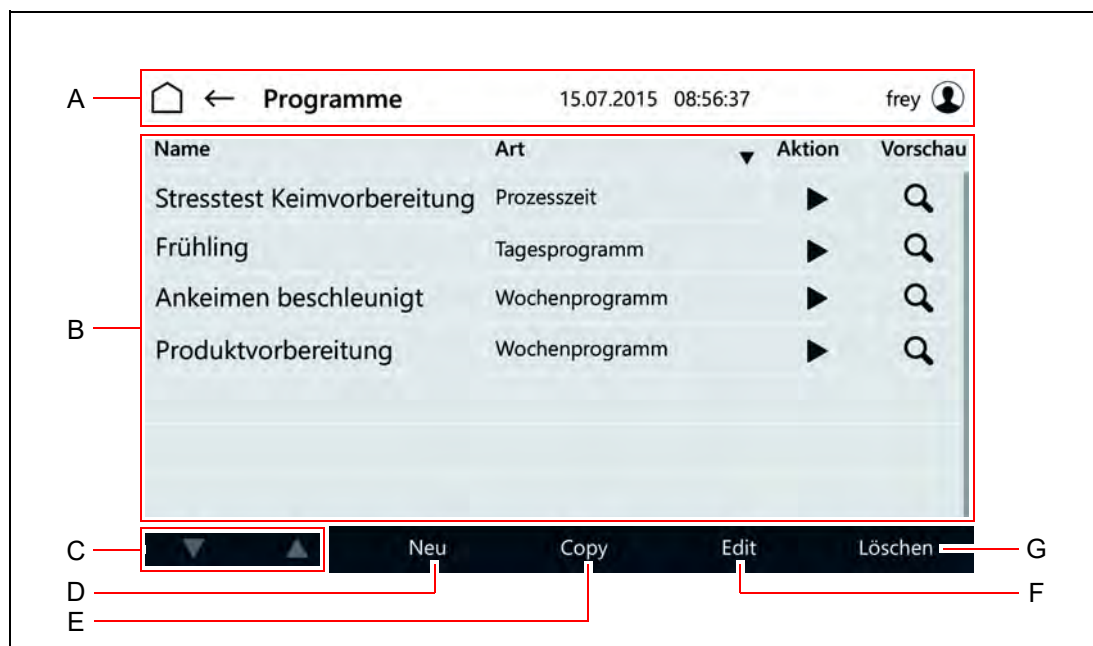 A Programme 15.07.2015 08:56:37 frey
Name Art Aktion Vorschau
Stresstest Keimvorbereitung Prozesszeit
Frühling Tagesprogramm
Ankeimen beschleunigt Wochenprogramm
B
Produktvorbereitung Wochenprogramm
C Neu Copy Edit Löschen G
D F
E